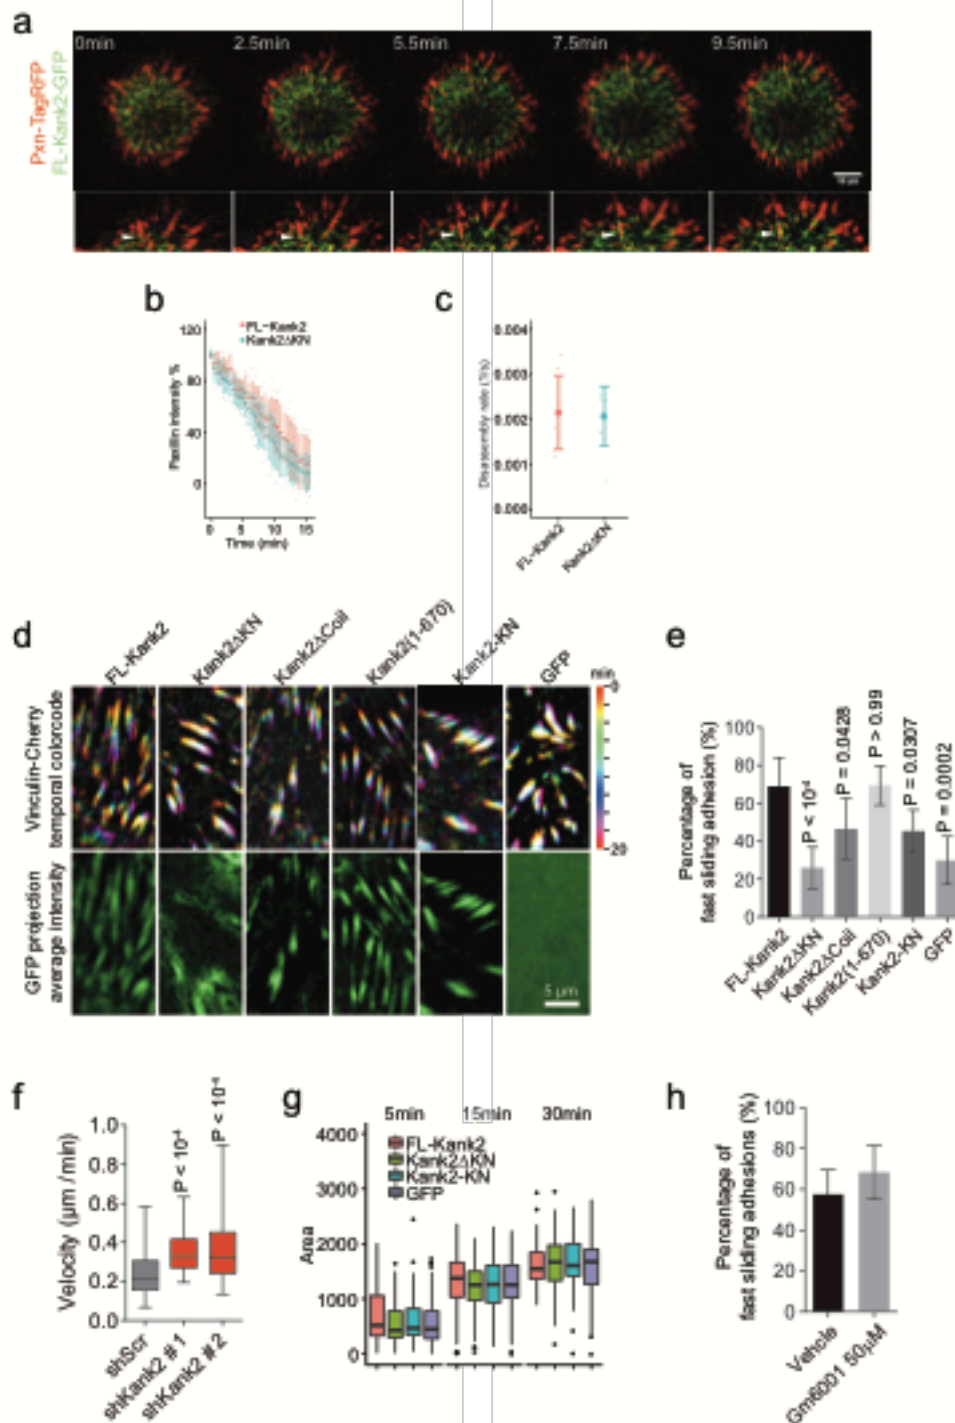 a
0min 2.5min 5.5min 7.5min 9.5min
Pxn-TagRFP
FL-Kank2-GFP
b
FL-Kank2
Kank2ΔKN
120
80
40
0
Paxillin intensity %
0 5 10 15
Time (min)
c
0.004
0.003
0.002
0.001
0.000
Disassembly rate (1/s)
FL-Kank2
Kank2ΔKN
d
FL-Kank2 Kank2ΔKN Kank2ΔCoil Kank2(1-670) Kank2-KN GFP
min
0
20
Vinculin-Cherry
temporal colorcode
GFP projection
average intensity
5 µm
e
Percentage of
fast sliding adhesion (%)
100
80
60
40
20
0
P < 10⁻⁴
P = 0.0428
P > 0.99
P = 0.0307
P = 0.0002
FL-Kank2
Kank2ΔKN
Kank2ΔCoil
Kank2(1-670)
Kank2-KN
GFP
f
Velocity (µm /min)
1.0
0.8
0.6
0.4
0.2
0.0
P < 10⁻⁴
P < 10⁻⁴
shScr
shKank2 #1
shKank2 #2
g
5min 15min 30min
FL-Kank2
Kank2ΔKN
Kank2-KN
GFP
4000
3000
2000
1000
0
Area
h
Percentage of
fast sliding adhesions (%)
100
80
60
40
20
0
Vehcle
Gm6001 50µM